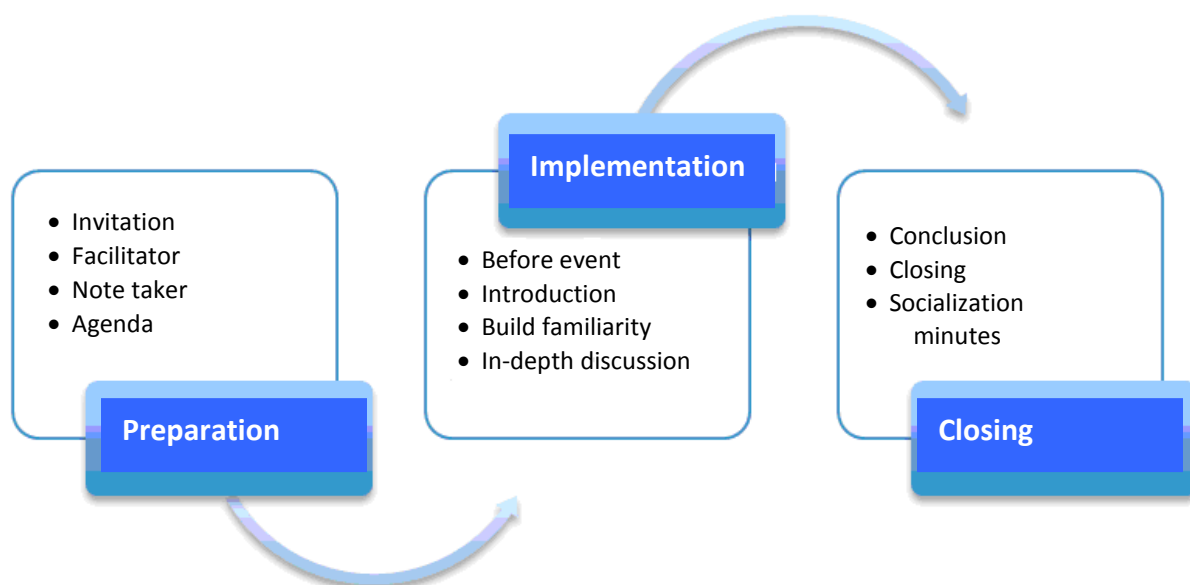 • Invitation
• Facilitator
• Note taker
• Agenda
Preparation
Implementation
• Before event
• Introduction
• Build familiarity
• In-depth discussion
• Conclusion
• Closing
• Socialization
minutes
Closing